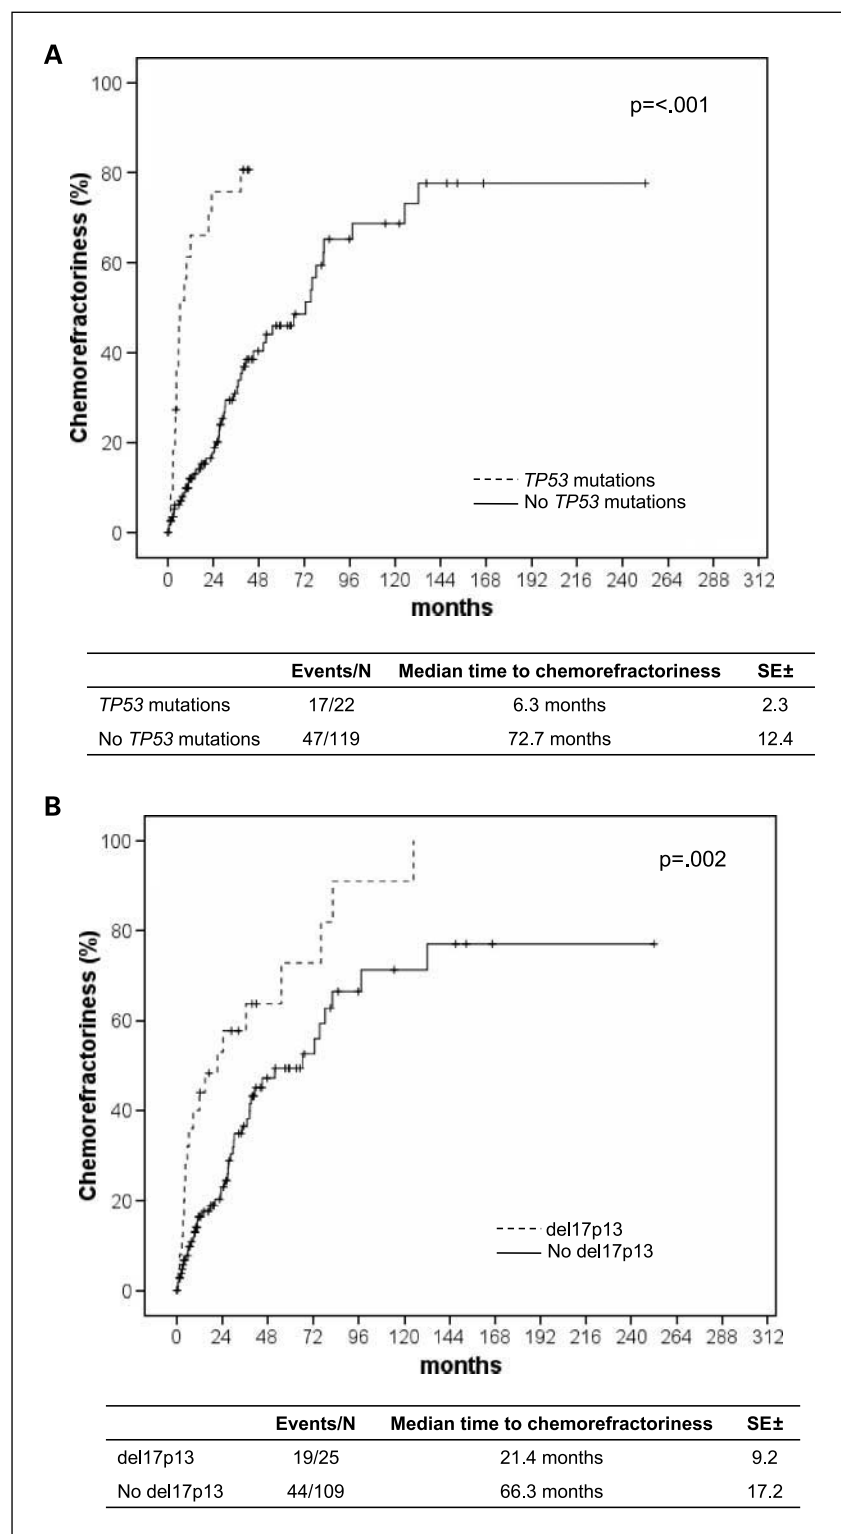 A
p=<.001
Chemorefractoriness (%)
100
80
60
40
20
0
TP53 mutations
No TP53 mutations
0 24 48 72 96 120 144 168 192 216 240 264 288 312
months
Events/N Median time to chemorefractoriness SE±
TP53 mutations 17/22 6.3 months 2.3
No TP53 mutations 47/119 72.7 months 12.4
B
p=.002
Chemorefractoriness (%)
100
80
60
40
20
0
del17p13
No del17p13
0 24 48 72 96 120 144 168 192 216 240 264 288 312
months
Events/N Median time to chemorefractoriness SE±
del17p13 19/25 21.4 months 9.2
No del17p13 44/109 66.3 months 17.2